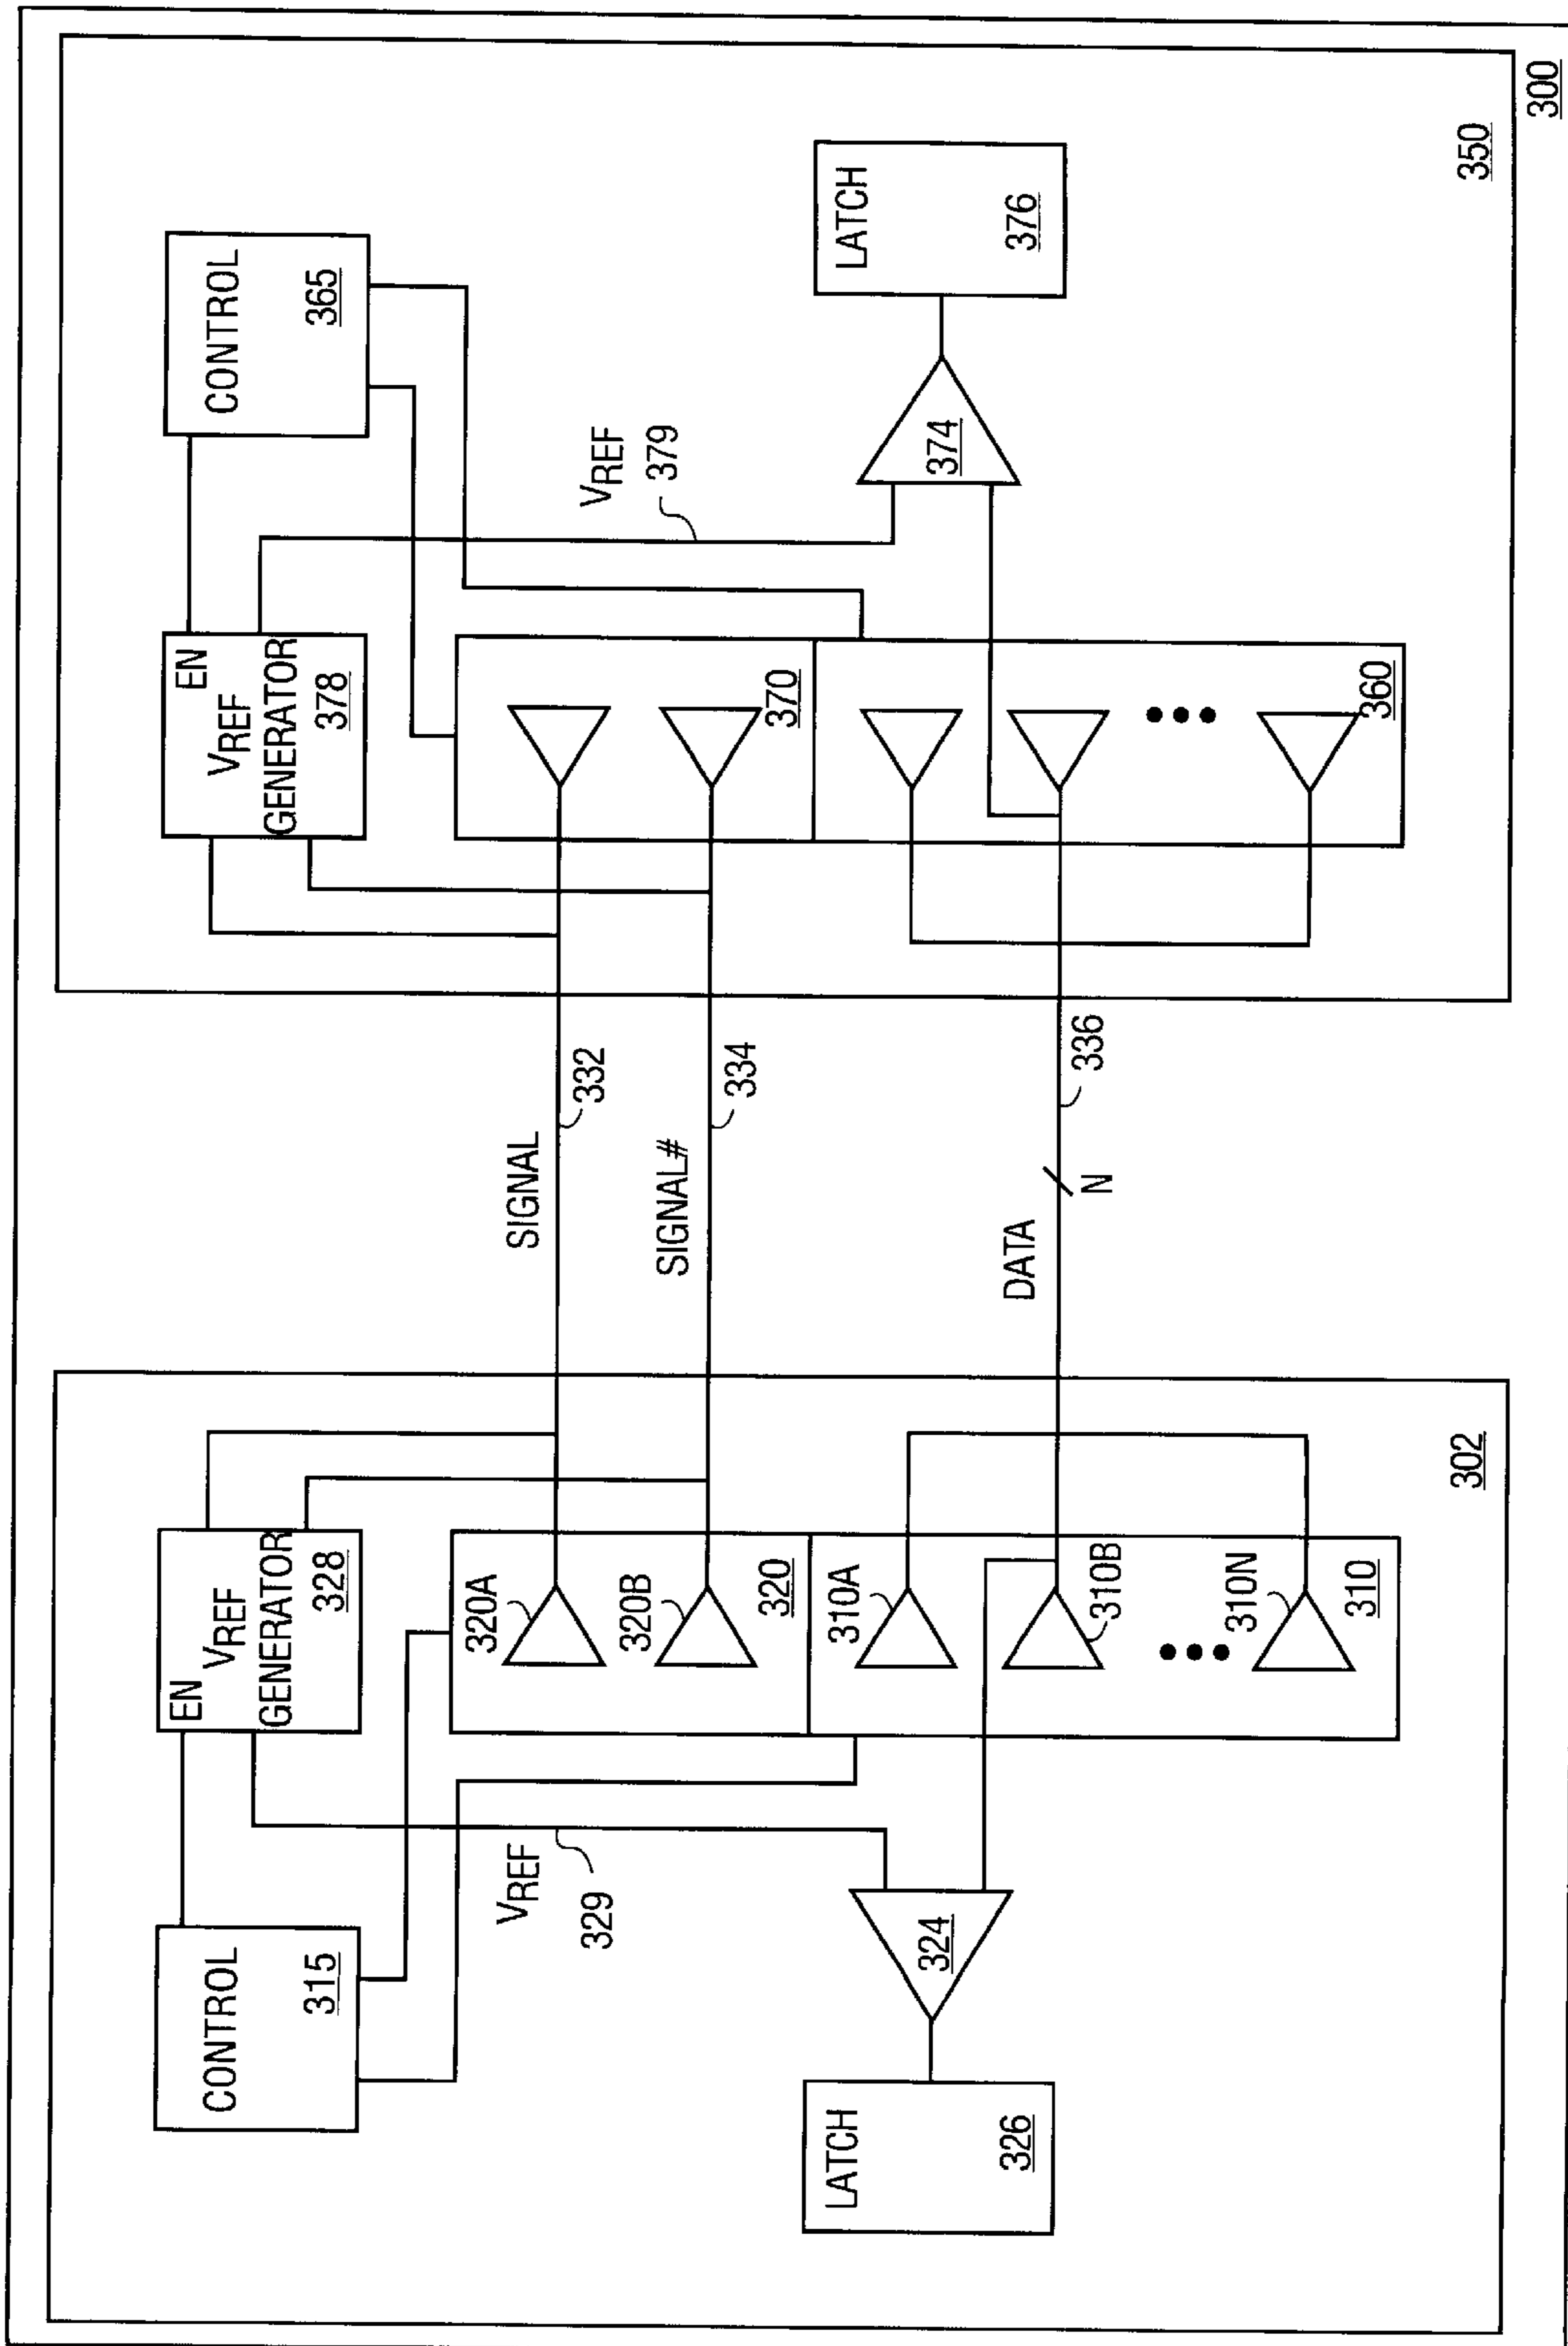 CONTROL
315
EN
VREF
GENERATOR
328
VREF
329
LATCH
326
324
320A
320B
320
310A
310B
310N
310
302
SIGNAL
332
SIGNAL#
334
DATA
N
336
EN
VREF
GENERATOR
378
CONTROL
365
VREF
379
370
360
374
LATCH
376
350
300